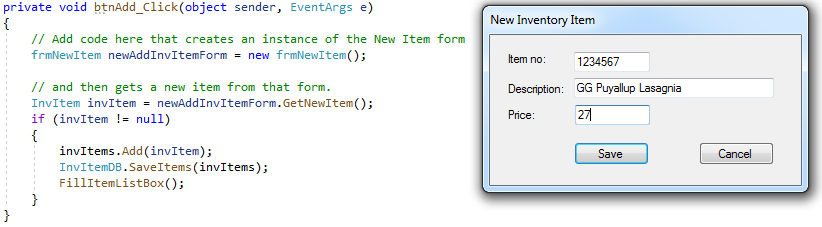 private void btnAdd_Click(object sender, EventArgs e)
{
// Add code here that creates an instance of the New Item form
frmNewItem newAddInvItemForm = new frmNewItem();
// and then gets a new item from that form.
InvItem invItem = newAddInvItemForm.GetNewItem();
if (invItem != null)
{
invItems.Add(invItem);
InvItemDB.SaveItems(invItems);
FillItemListBox();
}
}
New Inventory Item
Item no: 1234567
Description: GG Puyallup Lasagnia
Price: 27
Save Cancel